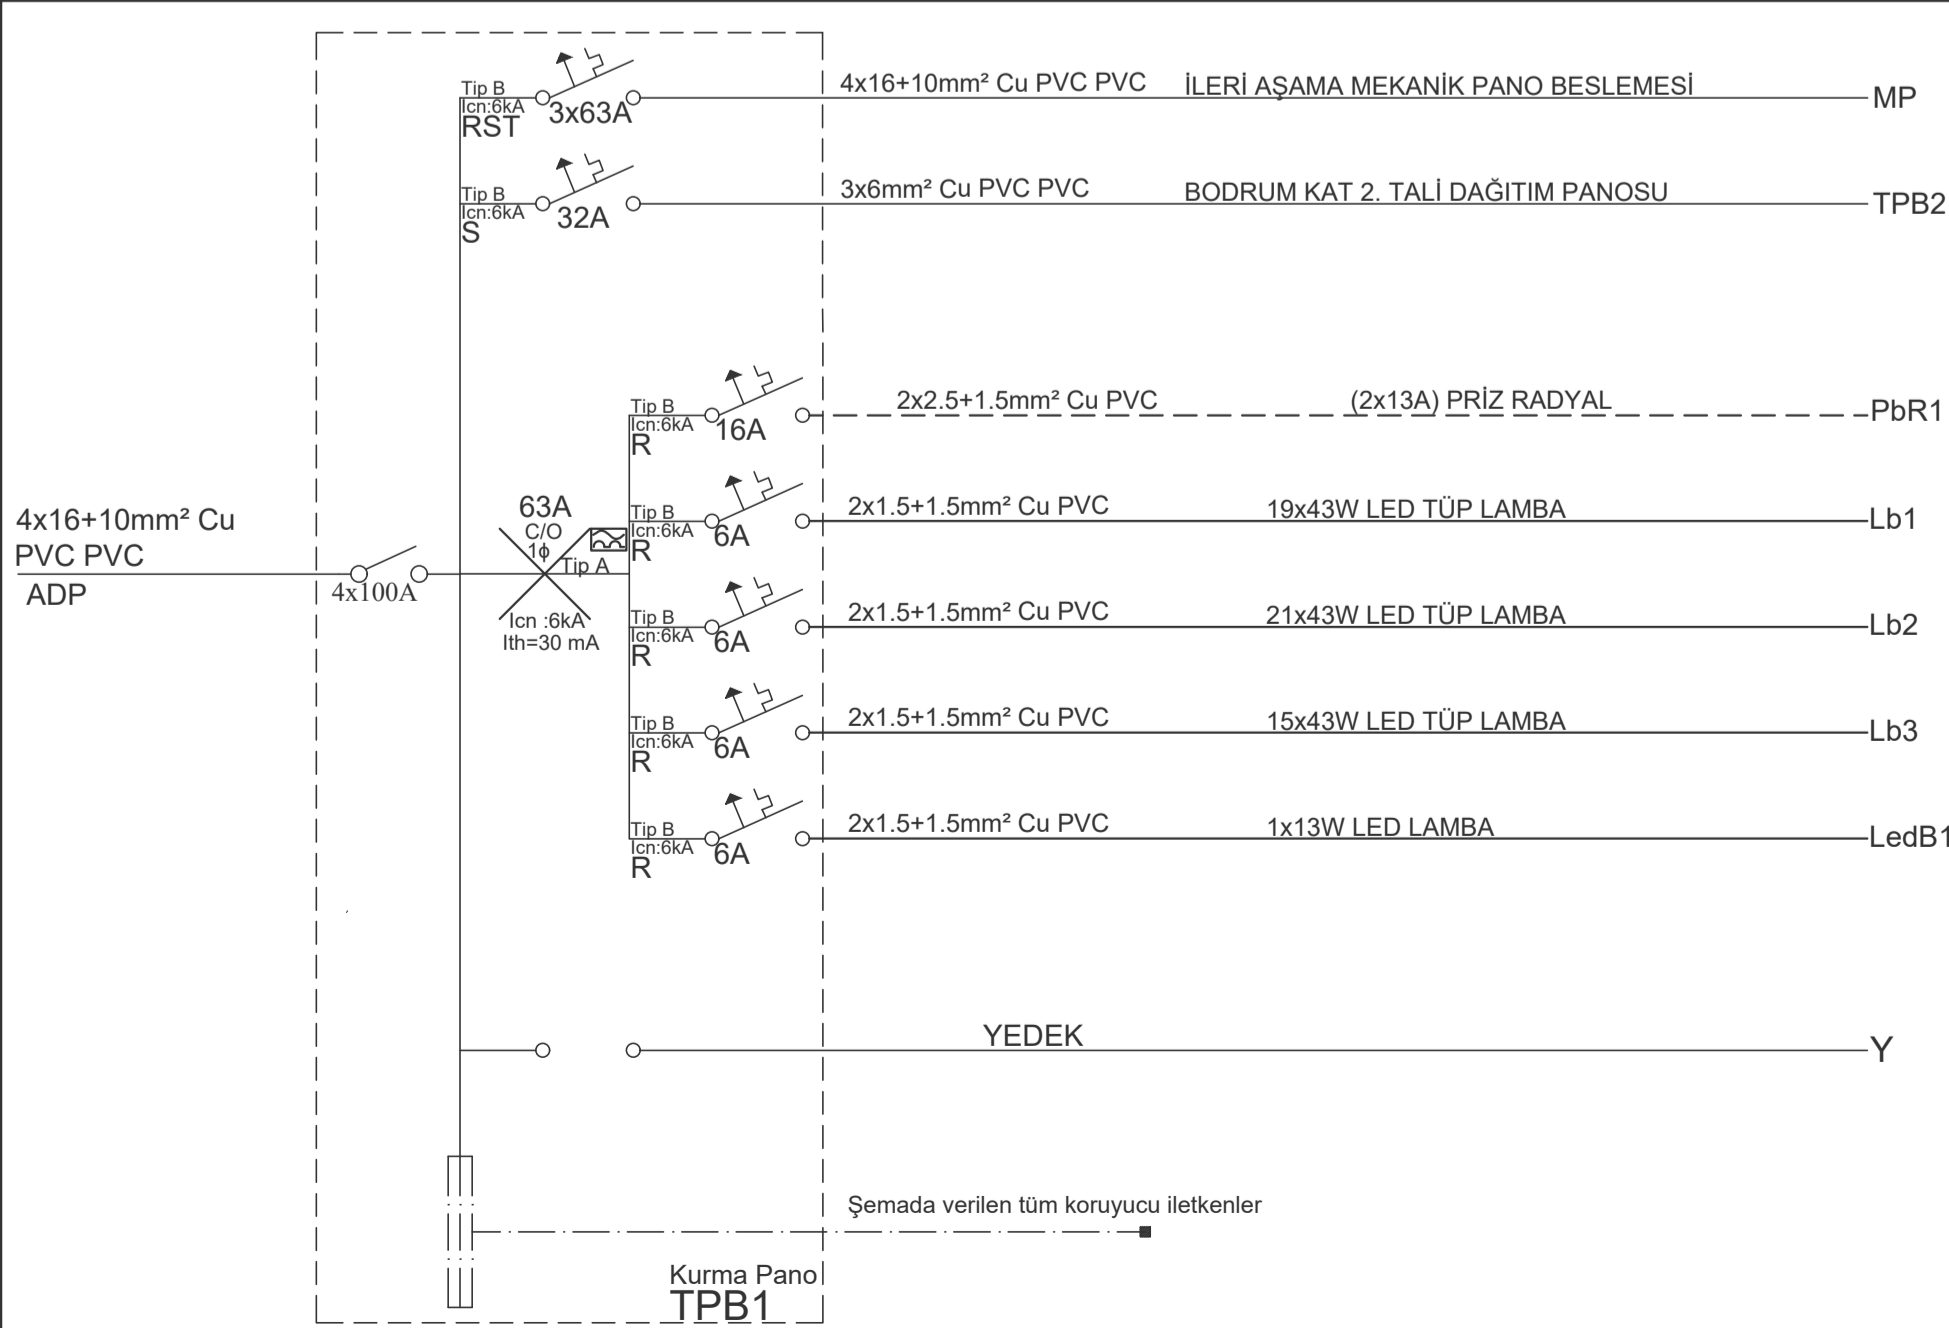 Tip B
Icn:6kA
RST
3x63A
4x16+10mm² Cu PVC PVC
İLERİ AŞAMA MEKANİK PANO BESLEMESİ
MP
Tip B
Icn:6kA
S
32A
3x6mm² Cu PVC PVC
BODRUM KAT 2. TALİ DAĞITIM PANOSU
TPB2
Tip B
Icn:6kA
R
16A
2x2.5+1.5mm² Cu PVC
(2x13A) PRİZ RADYAL
PbR1
4x16+10mm² Cu
PVC PVC
ADP
4x100A
63A
C/O
1ϕ
Tip A
Icn :6kA
Ith=30 mA
Tip B
Icn:6kA
R
6A
2x1.5+1.5mm² Cu PVC
19x43W LED TÜP LAMBA
Lb1
Tip B
Icn:6kA
R
6A
2x1.5+1.5mm² Cu PVC
21x43W LED TÜP LAMBA
Lb2
Tip B
Icn:6kA
R
6A
2x1.5+1.5mm² Cu PVC
15x43W LED TÜP LAMBA
Lb3
Tip B
Icn:6kA
R
6A
2x1.5+1.5mm² Cu PVC
1x13W LED LAMBA
LedB1
YEDEK
Y
Şemada verilen tüm koruyucu iletkenler
Kurma Pano
TPB1